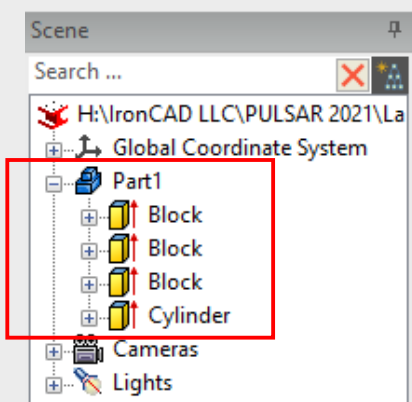 Scene
Search ...
H:\IronCAD LLC\PULSAR 2021\La
Global Coordinate System
Part1
Block
Block
Block
Cylinder
Cameras
Lights